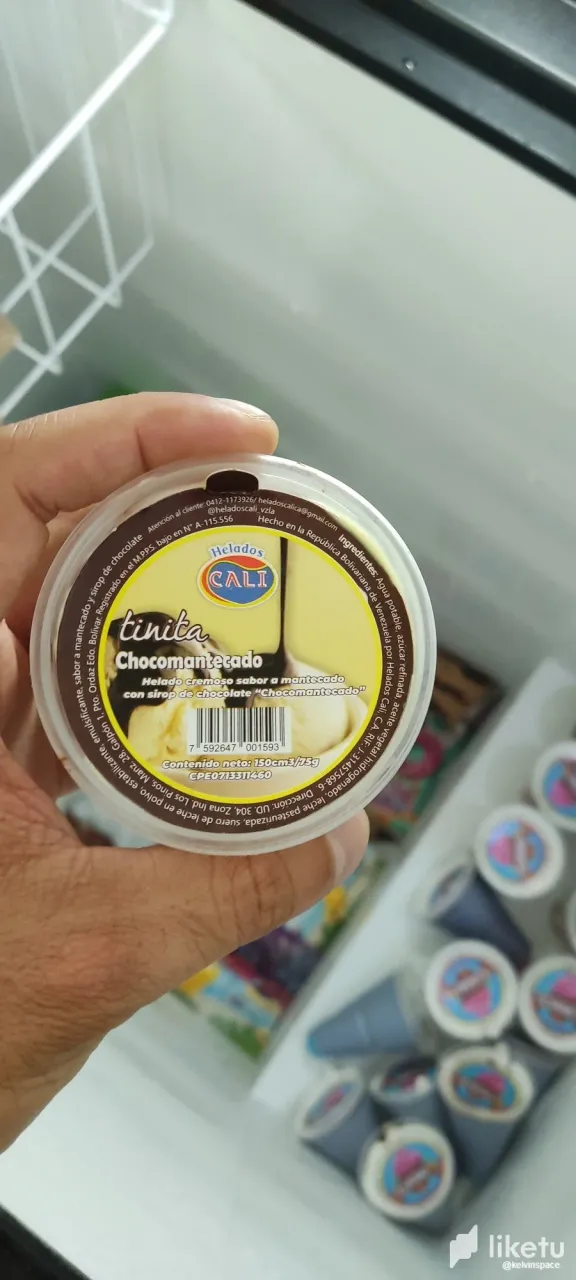 Atención al cliente: 0412-1173926/ heladoscalica@gmail.com
@heladoscali_vzla
Registrado en el M.P.P.S. bajo en N° A-115.556
Hecho en la República Bolivariana de Venezuela por Helados Cali, C.A. RIF.: J-31457568-6. Dirección: UD. 304, Zona Ind. Los pinos, Manz 28 Galpón 1, Pto. Ordaz Edo. Bolívar.
Ingredientes: Agua potable, azúcar refinada, aceite vegetal hidrogenado, leche pasteurizada, suero de leche en polvo, estabilizante, emulsificante, sabor a mantecado y sirop de chocolate
Helados
CALI
tinita
Chocomantecado
Helado cremoso sabor a mantecado
con sirop de chocolate "Chocomantecado"
7 592647 001593
Contenido neto: 150cm3/75g
CPE0713311460
liketu
@kelvinspace